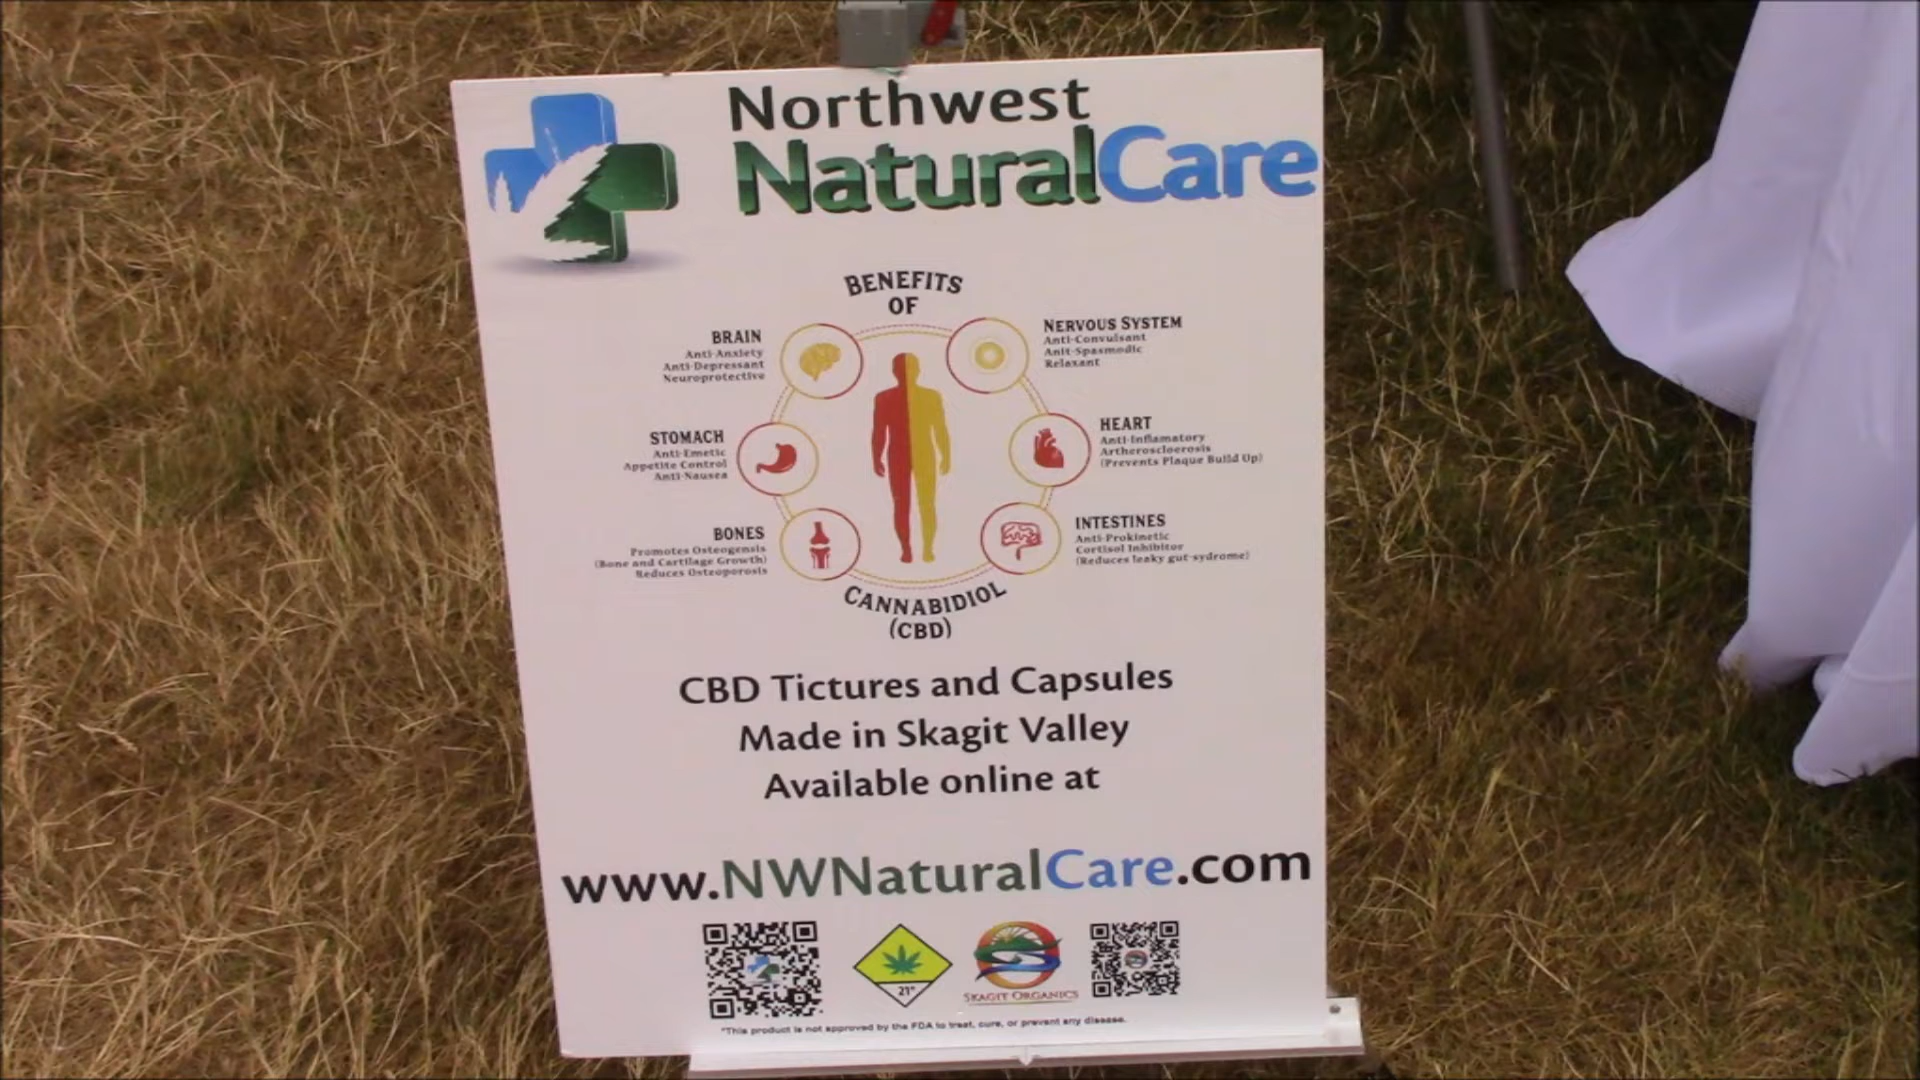 Northwest
NaturalCare
BENEFITS
OF
BRAIN
Anti-Anxiety
Anti-Depressant
Neuroprotective
NERVOUS SYSTEM
Anti-Convulsant
Anit-Spasmodic
Relaxant
STOMACH
Anti-Emetic
Appetite Control
Anti-Nausea
HEART
Anti-Inflamatory
Artheroscloerosis
(Prevents Plaque Build Up)
BONES
Promotes Osteogensis
(Bone and Cartilage Growth)
Reduces Osteoporosis
INTESTINES
Anti-Prokinetic
Cortisol Inhibitor
(Reduces leaky gut-sydrome)
CANNABIDIOL
(CBD)
CBD Tictures and Capsules
Made in Skagit Valley
Available online at
www.NWNaturalCare.com
21+
SKAGIT ORGANICS
*This product is not approved by the FDA to treat, cure, or prevent any disease.